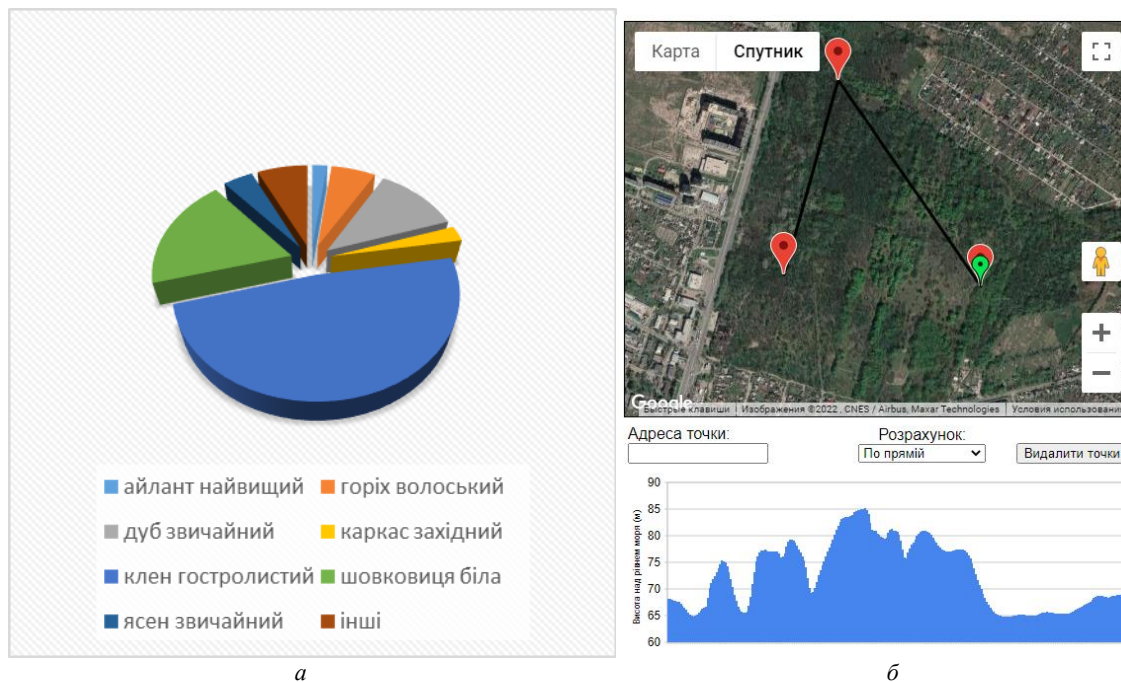 Карта
Спутник
Google
Быстрые клавиши
Изображения ©2022 , CNES / Airbus, Maxar Technologies
Условия использования
Адреса точки:
Розрахунок:
По прямій
Видалити точки
90
85
80
75
70
65
60
Висота над рівнем моря (м)
айлант найвищий
горіх волоський
дуб звичайний
каркас західний
клен гостролистий
шовковиця біла
ясен звичайний
інші
а
б